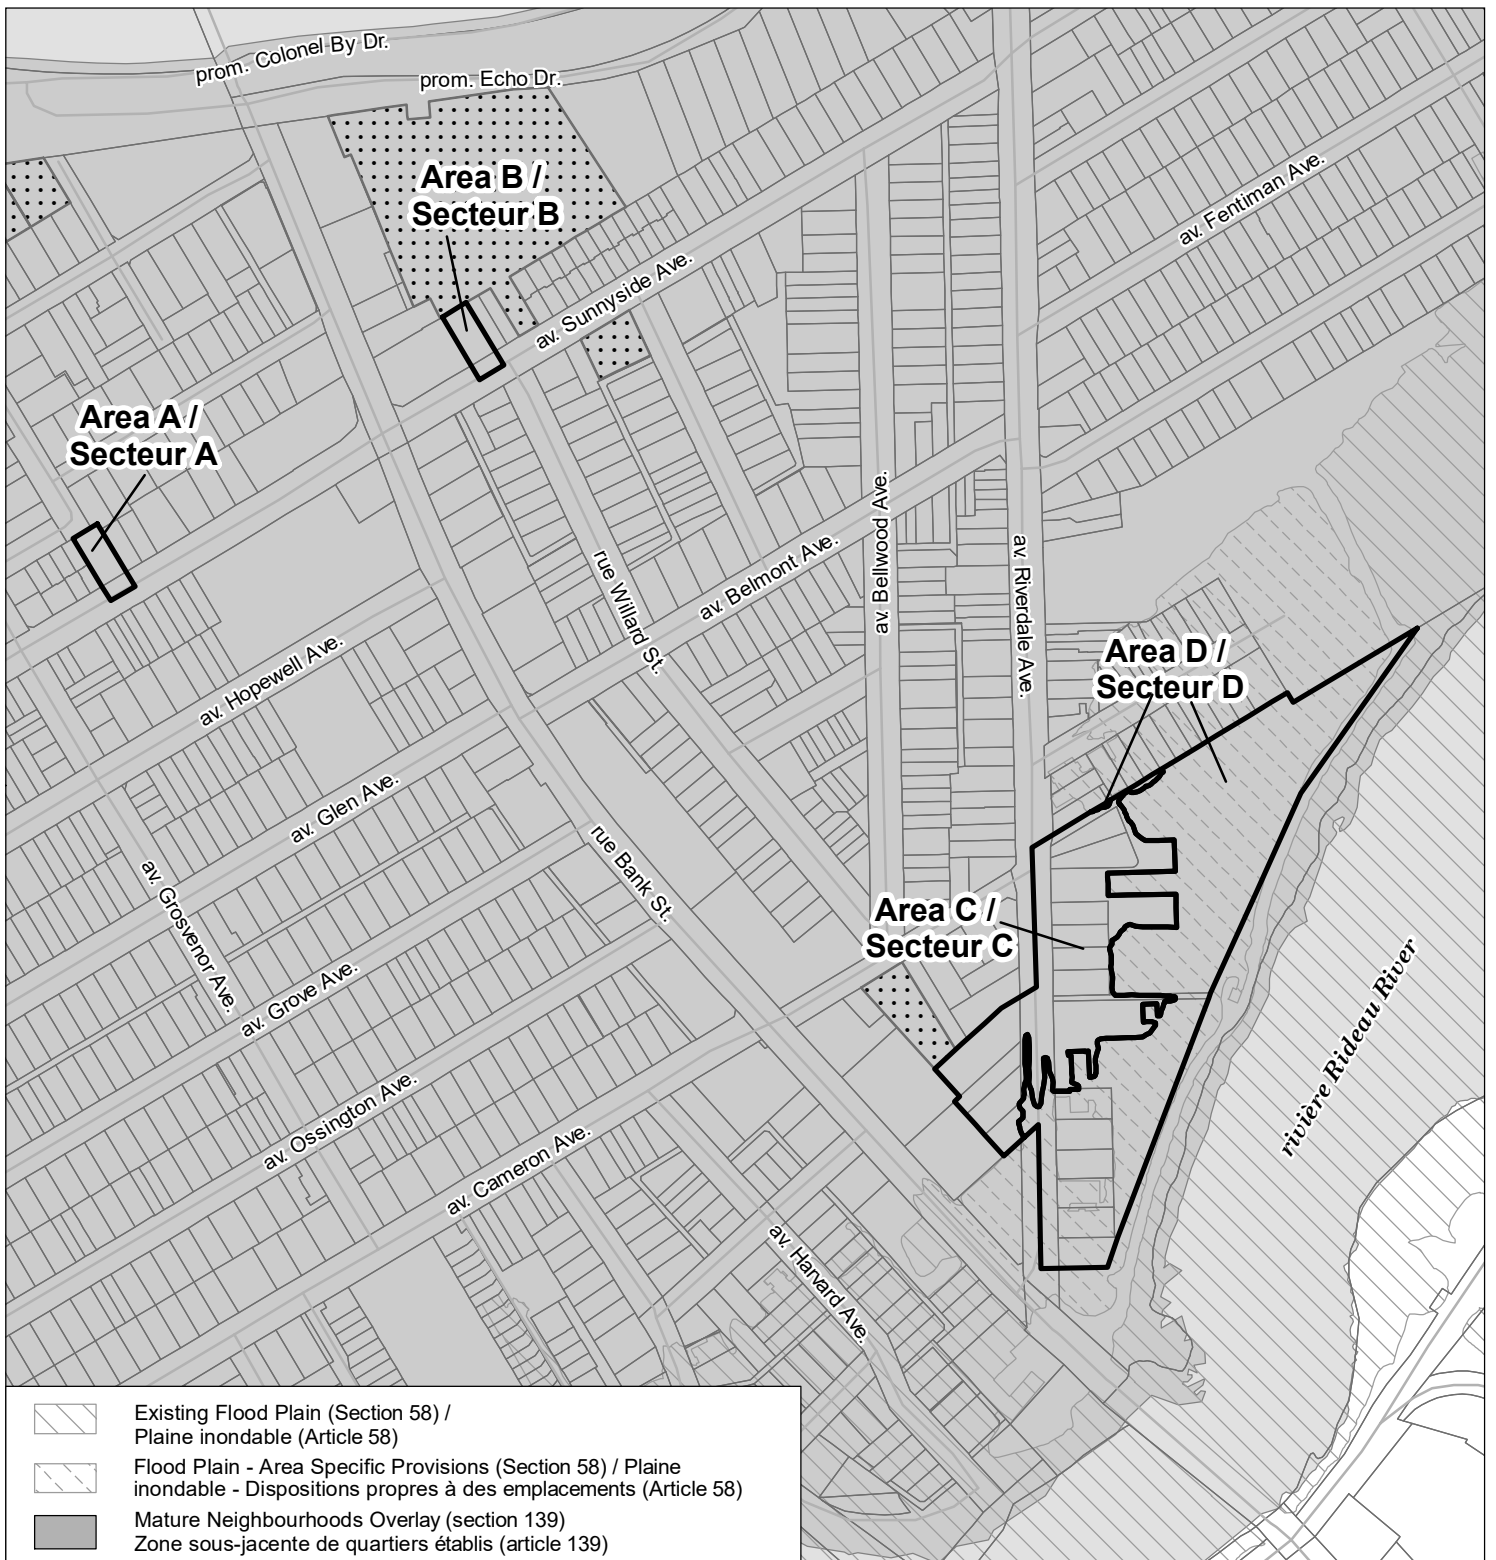 prom. Colonel By Dr.
prom. Echo Dr.
Area B /
Secteur B
av. Fentiman Ave.
av. Sunnyside Ave.
Area A /
Secteur A
av. Bellwood Ave.
av. Riverdale Ave.
rue Willard St.
av. Belmont Ave.
av. Hopewell Ave.
Area D /
Secteur D
av. Glen Ave.
rue Bank St.
av. Grosvenor Ave.
Area C /
Secteur C
av. Grove Ave.
rivière Rideau River
av. Ossington Ave.
av. Cameron Ave.
av. Harvard Ave.
Existing Flood Plain (Section 58) /
Plaine inondable (Article 58)
Flood Plain - Area Specific Provisions (Section 58) / Plaine
inondable - Dispositions propres à des emplacements (Article 58)
Mature Neighbourhoods Overlay (section 139)
Zone sous-jacente de quartiers établis (article 139)